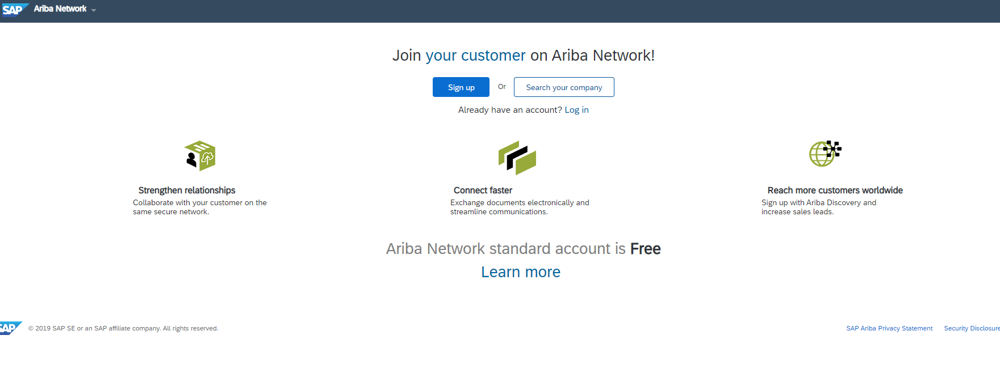 SAP Ariba Network
Join your customer on Ariba Network!
Sign up Or Search your company
Already have an account? Log in
Strengthen relationships
Collaborate with your customer on the
same secure network.
Connect faster
Exchange documents electronically and
streamline communications.
Reach more customers worldwide
Sign up with Ariba Discovery and
increase sales leads.
Ariba Network standard account is Free
Learn more
SAP © 2019 SAP SE or an SAP affiliate company. All rights reserved.
SAP Ariba Privacy Statement Security Disclosure